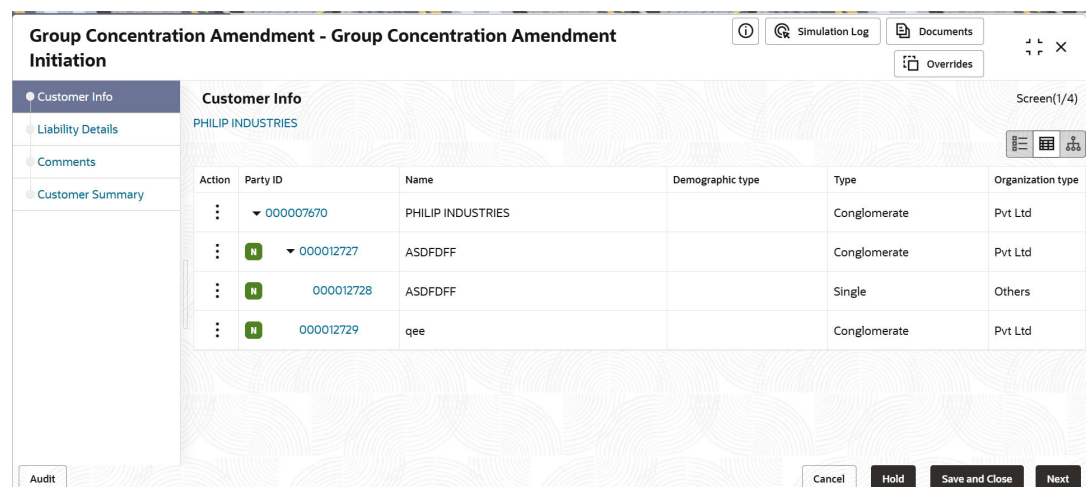 Group Concentration Amendment - Group Concentration Amendment
Initiation
Simulation Log
Documents
Overrides
Customer Info
Liability Details
Comments
Customer Summary
Customer Info
Screen(1/4)
PHILIP INDUSTRIES
Action Party ID Name Demographic type Type Organization type
000007670 PHILIP INDUSTRIES Conglomerate Pvt Ltd
N 000012727 ASDFDFF Conglomerate Pvt Ltd
N 000012728 ASDFDFF Single Others
N 000012729 qee Conglomerate Pvt Ltd
Audit Cancel Hold Save and Close Next